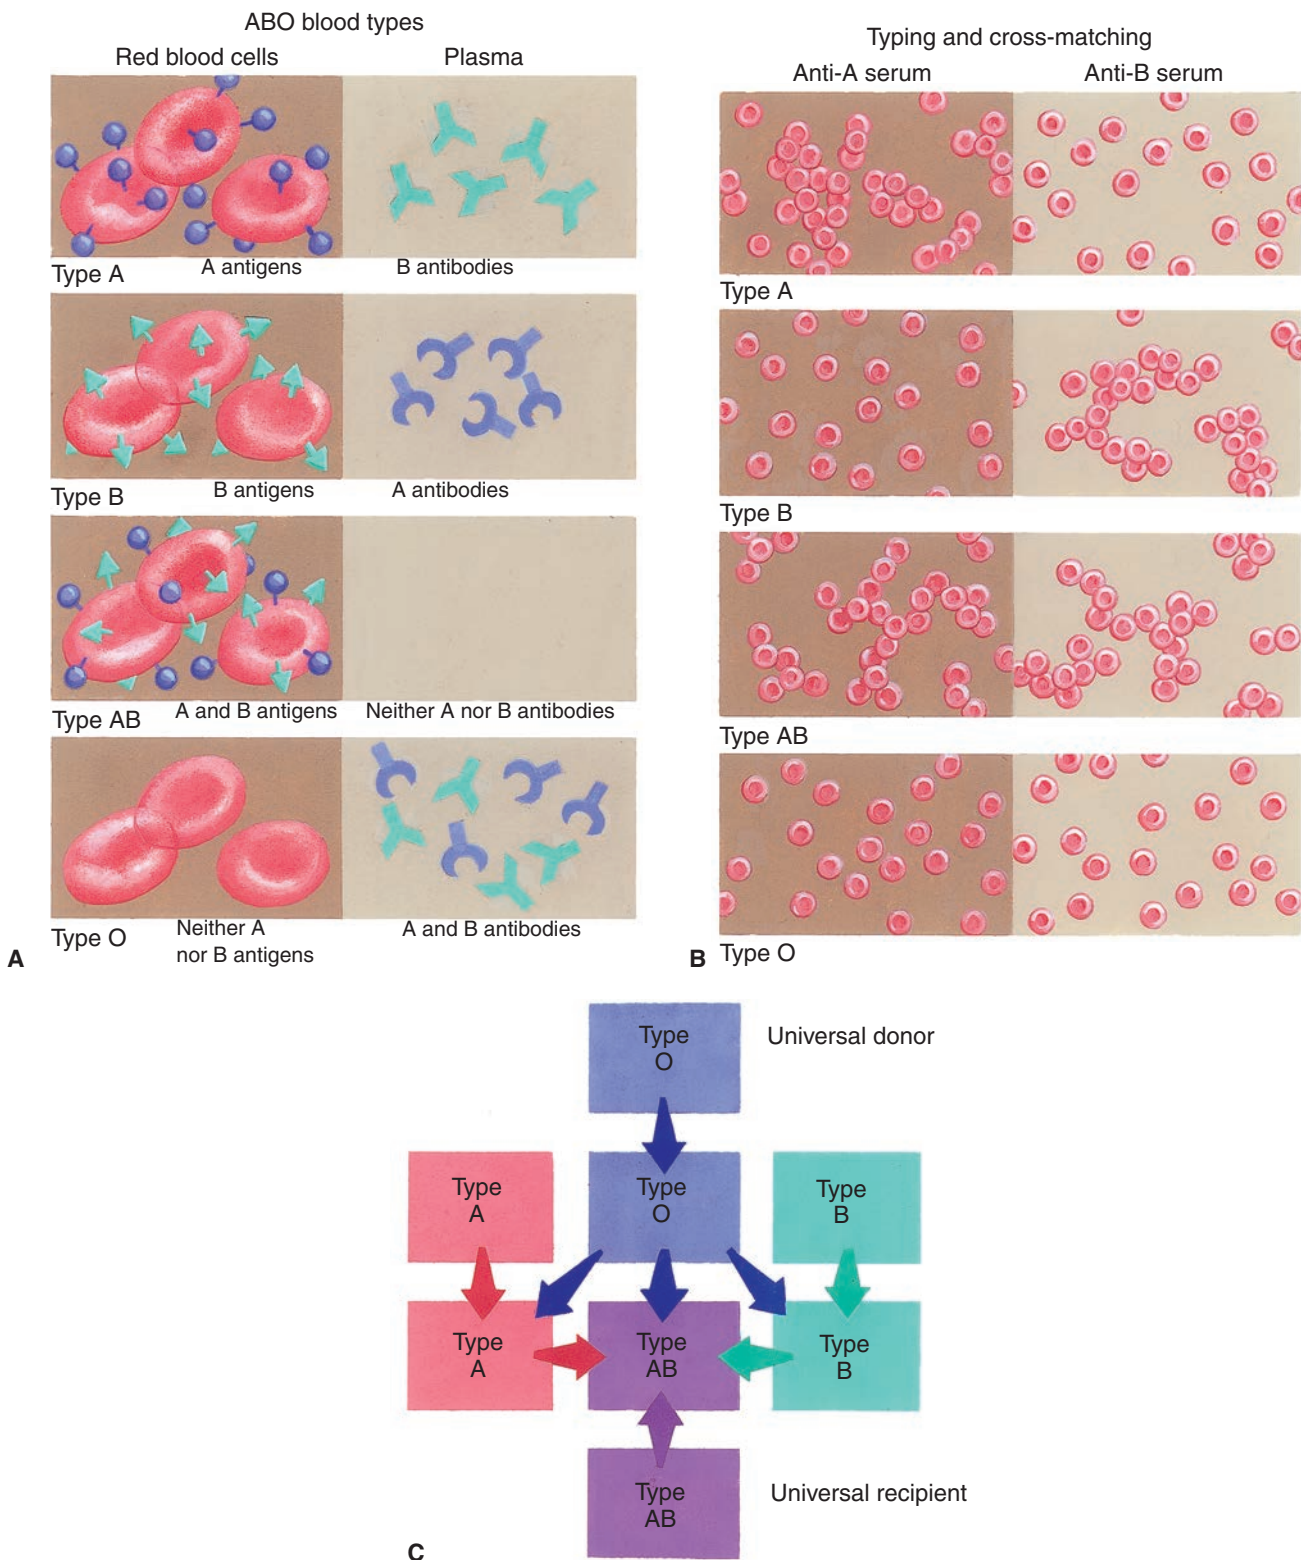 ABO blood types
Red blood cells
Plasma
Type A
A antigens
B antibodies
Type B
B antigens
A antibodies
Type AB
A and B antigens
Neither A nor B antibodies
Type O
Neither A
nor B antigens
A and B antibodies
A
Typing and cross-matching
Anti-A serum
Anti-B serum
Type A
Type B
Type AB
Type O
B
Type
O
Universal donor
Type
A
Type
O
Type
B
Type
A
Type
AB
Type
B
Type
AB
Universal recipient
C